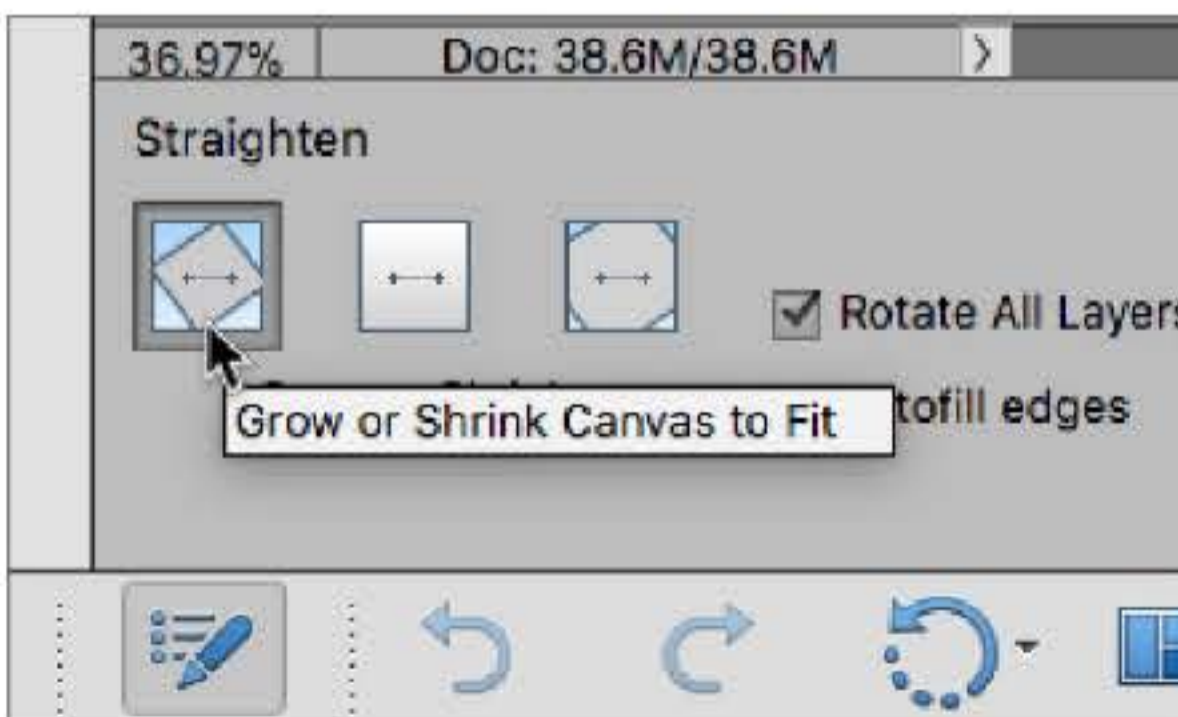 36.97% Doc: 38.6M/38.6M >
Straighten
Rotate All Layers
Grow or Shrink Canvas to Fit
tofill edges